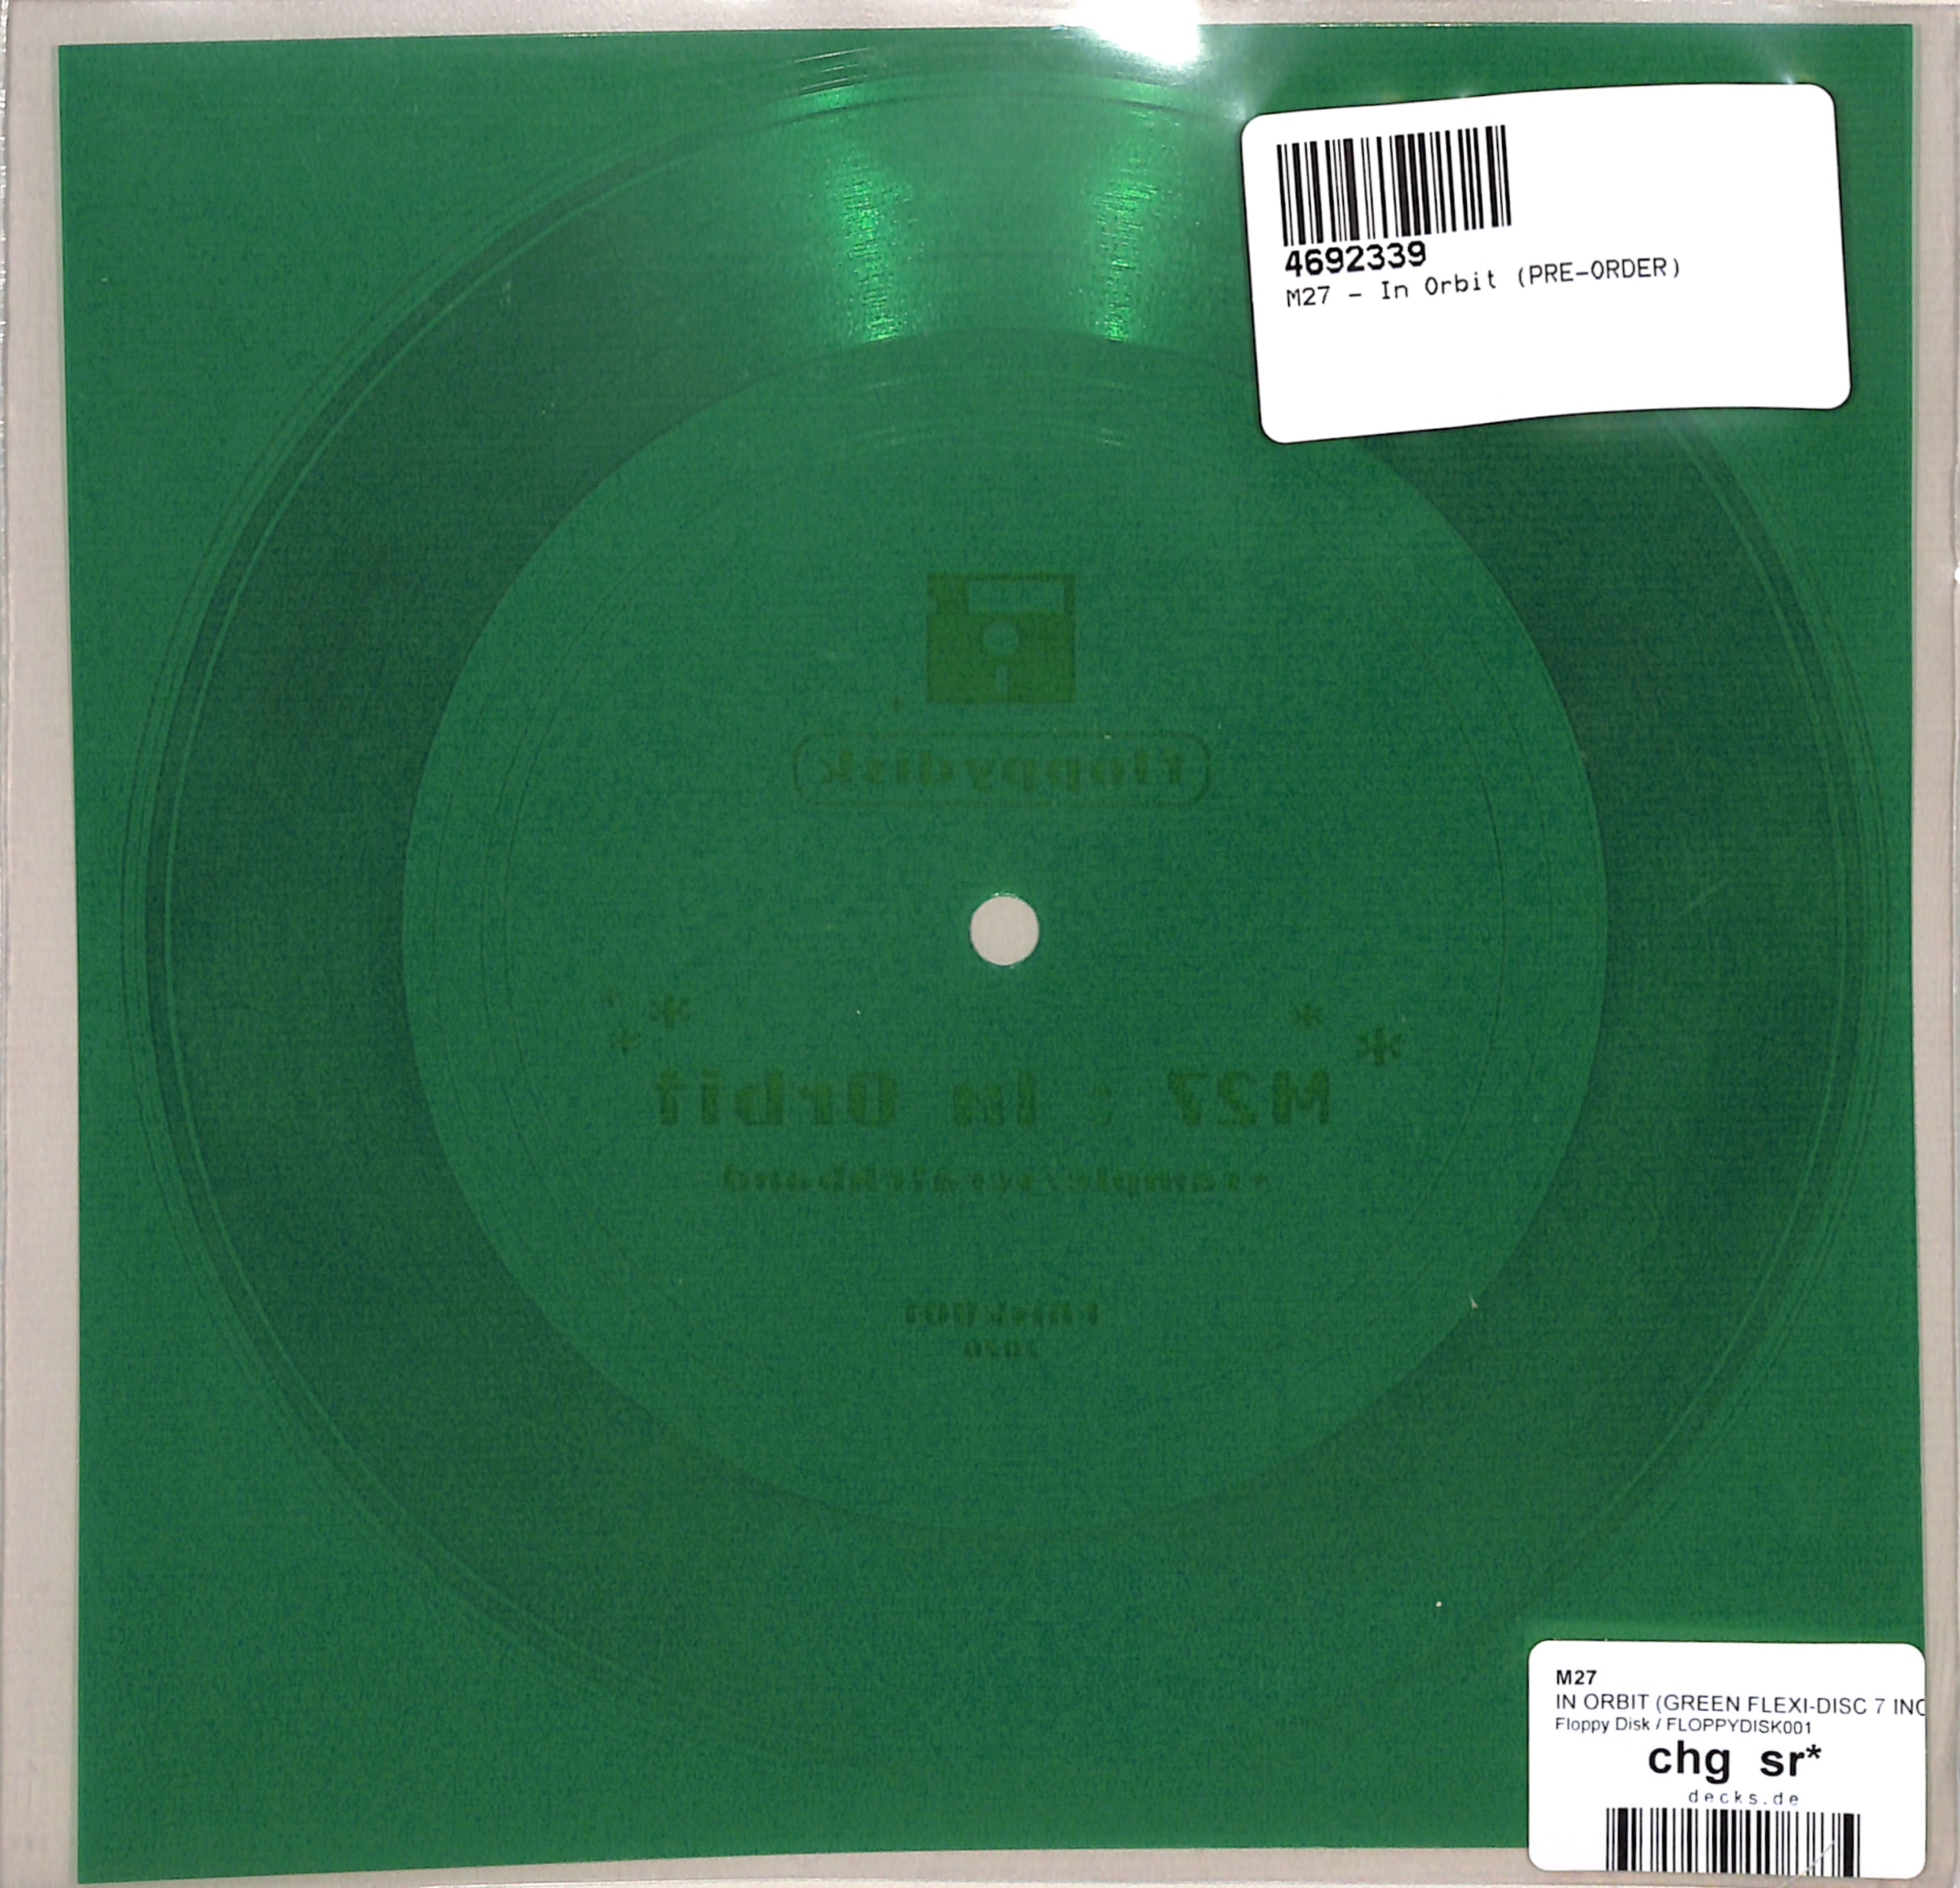 4692339
M27 - In Orbit (PRE-ORDER)
floppydisk
M27 : In Orbit
2020
M27
IN ORBIT (GREEN FLEXI-DISC 7 INC
Floppy Disk / FLOPPYDISK001
chg sr*
decks.de